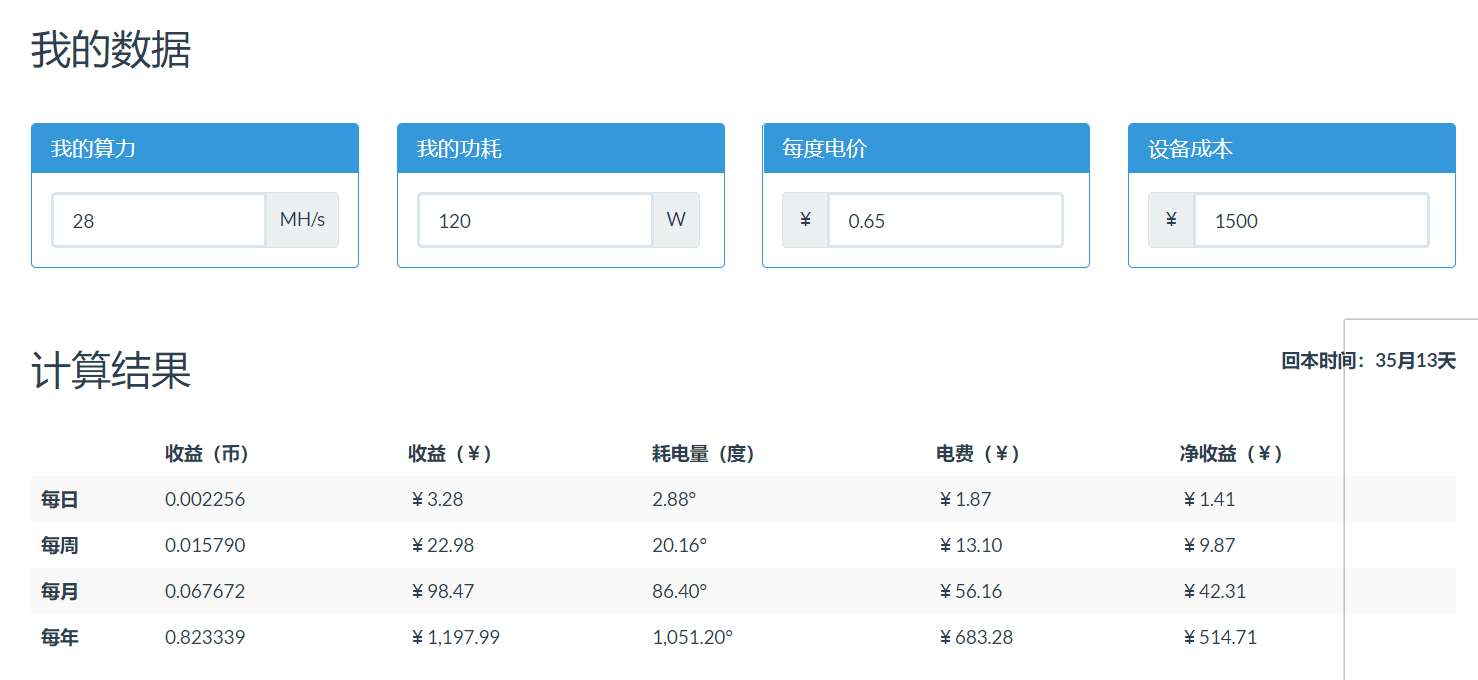 我的数据
我的算力 我的功耗 每度电价 设备成本
28 MH/s 120 W ¥ 0.65 ¥ 1500
计算结果 回本时间：35月13天
收益（币） 收益（¥） 耗电量（度） 电费（¥） 净收益（¥）
每日 0.002256 ¥ 3.28 2.88° ¥ 1.87 ¥ 1.41
每周 0.015790 ¥ 22.98 20.16° ¥ 13.10 ¥ 9.87
每月 0.067672 ¥ 98.47 86.40° ¥ 56.16 ¥ 42.31
每年 0.823339 ¥ 1,197.99 1,051.20° ¥ 683.28 ¥ 514.71